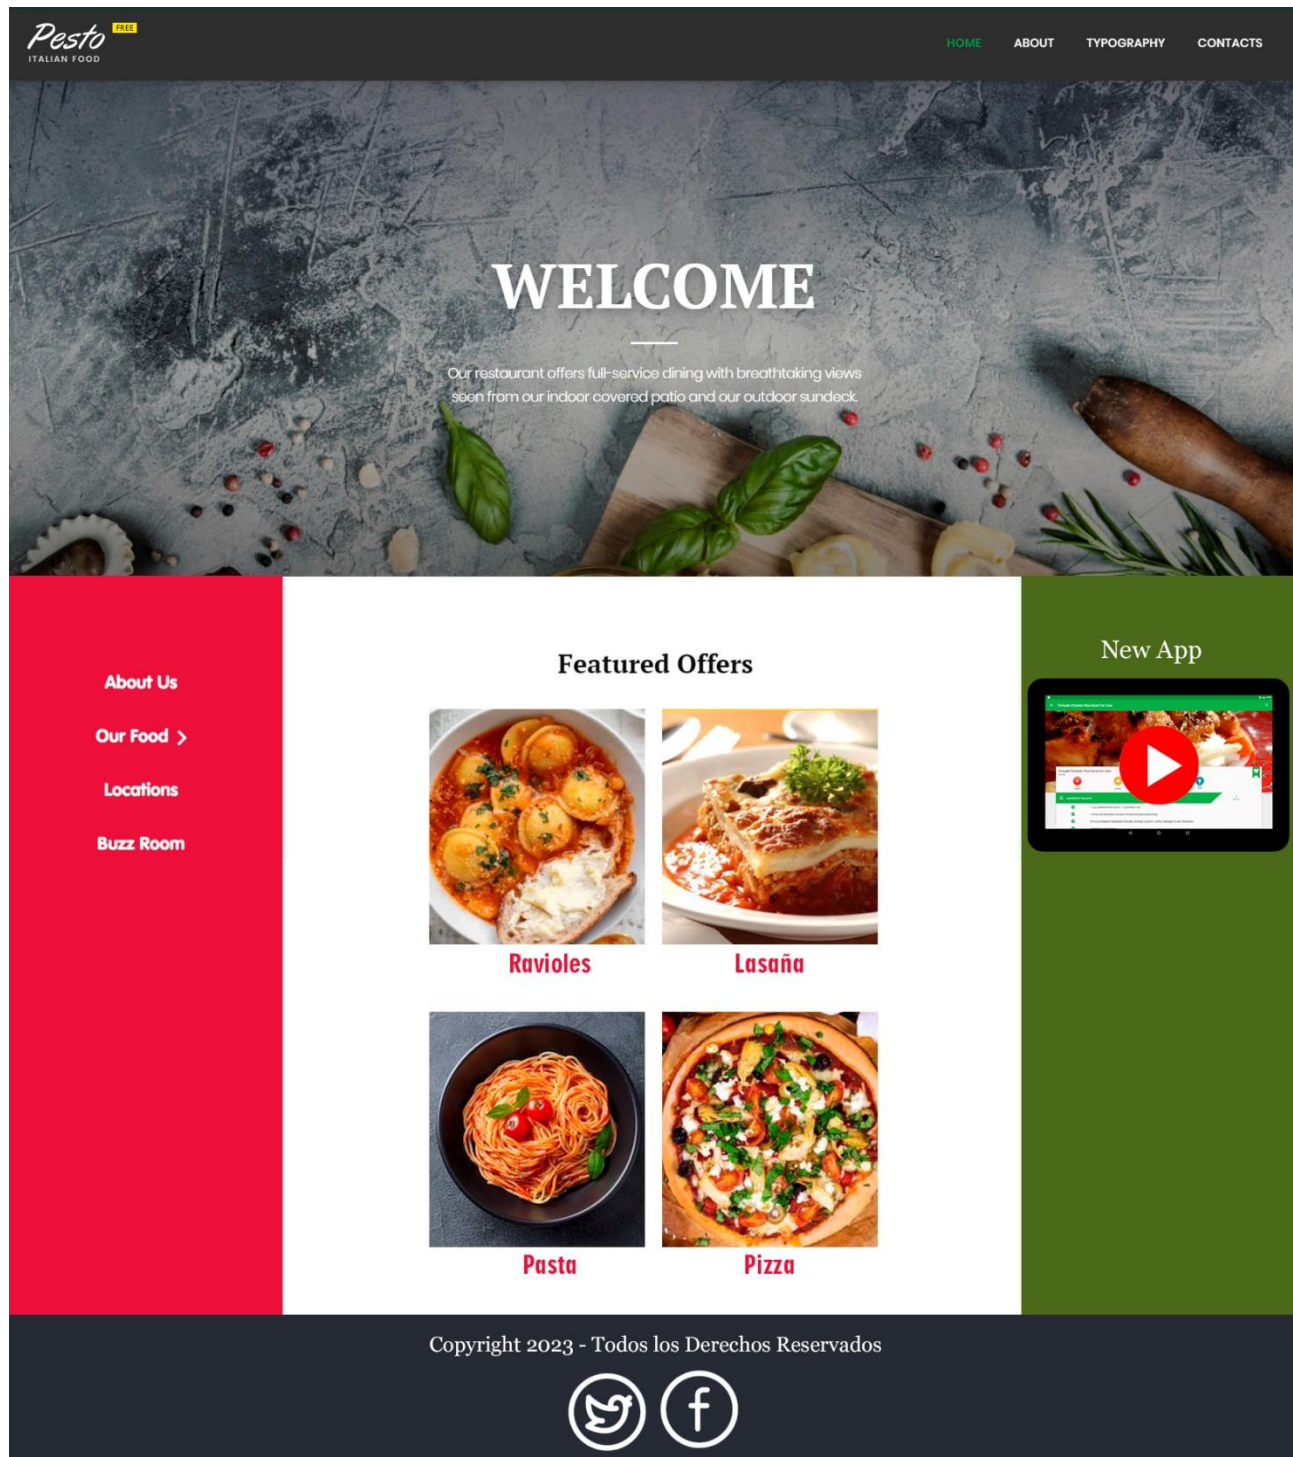 Pesto FREE
ITALIAN FOOD
HOME ABOUT TYPOGRAPHY CONTACTS
WELCOME
Our restaurant offers full-service dining with breathtaking views
seen from our indoor covered patio and our outdoor sundeck.
About Us
Our Food
Locations
Buzz Room
Featured Offers
Ravioles
Lasaña
Pasta
Pizza
New App
Copyright 2023 - Todos los Derechos Reservados